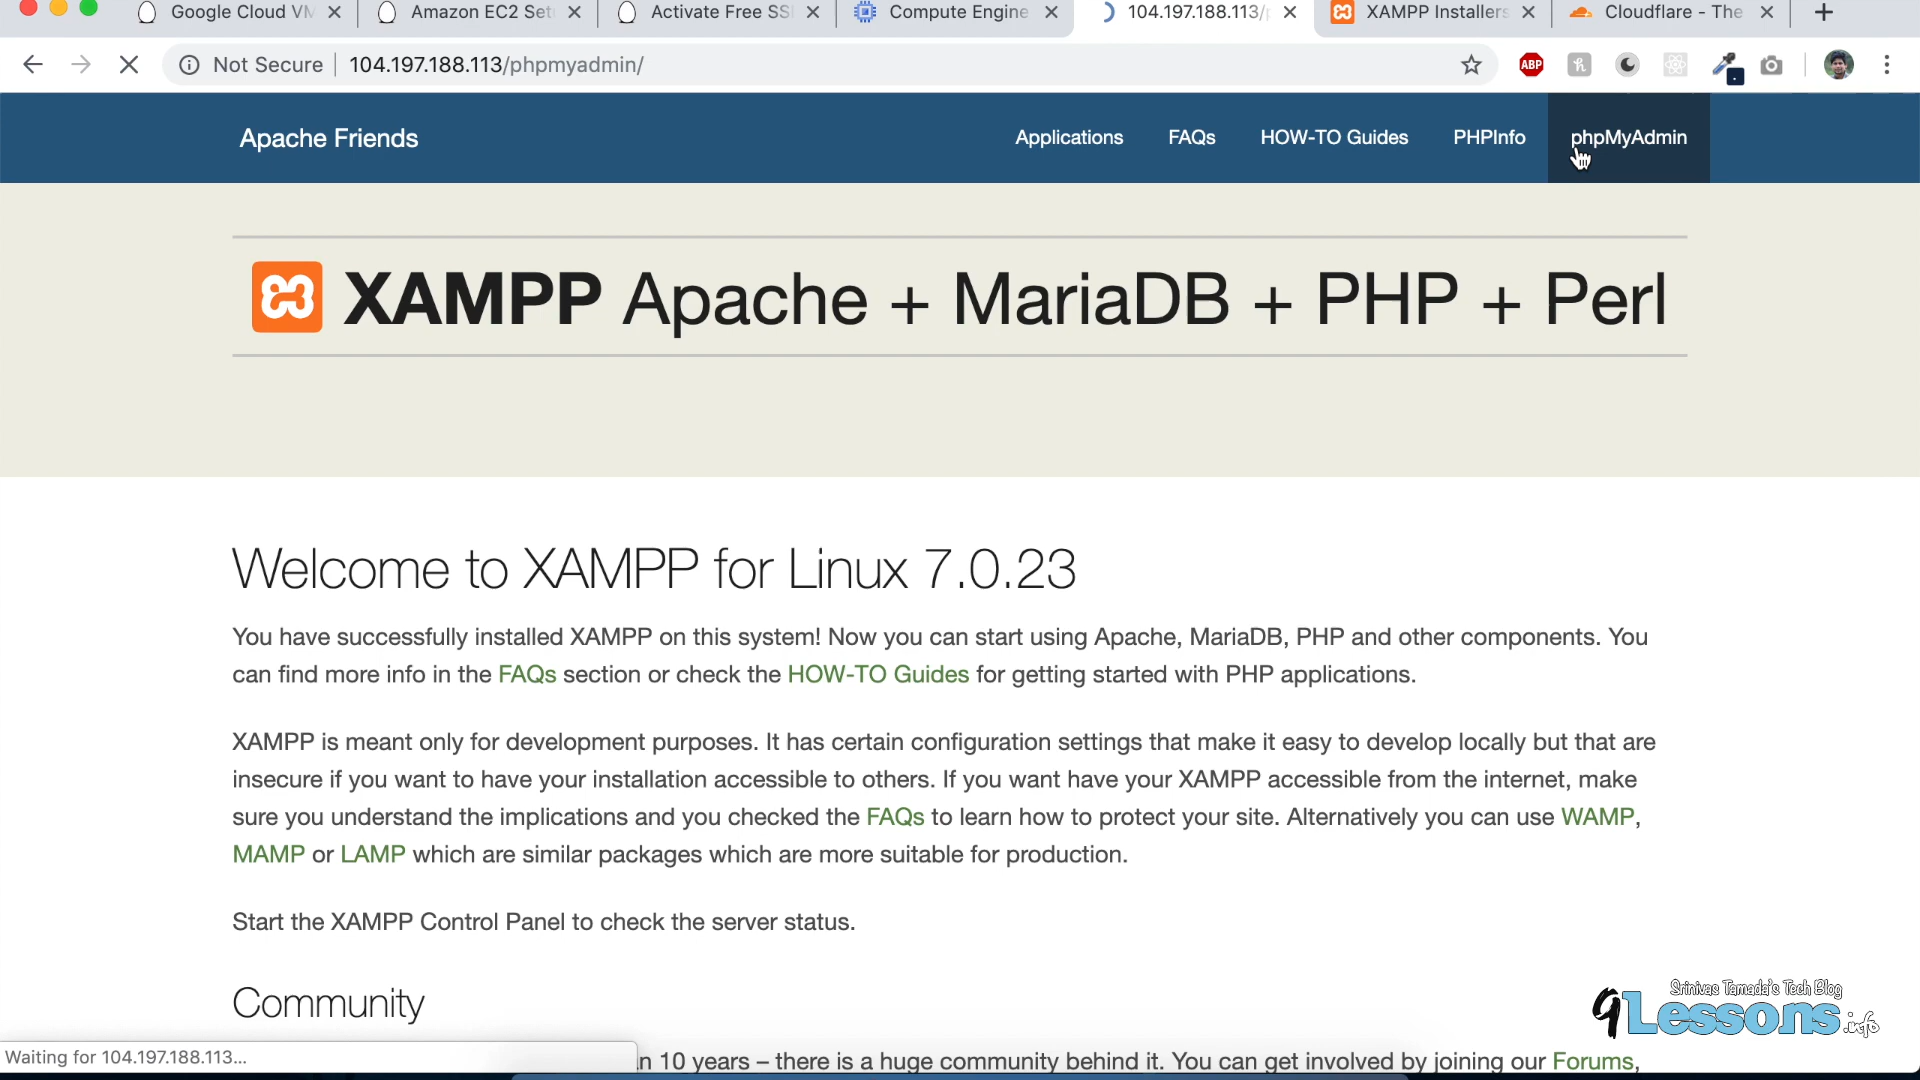 Google Cloud VM
Amazon EC2 Set
Activate Free SS
Compute Engine
104.197.188.113/
XAMPP Installers
Cloudflare - The
Not Secure
104.197.188.113/phpmyadmin/
ABP
Apache Friends
Applications
FAQs
HOW-TO Guides
PHPInfo
phpMyAdmin
XAMPP Apache + MariaDB + PHP + Perl
Welcome to XAMPP for Linux 7.0.23
You have successfully installed XAMPP on this system! Now you can start using Apache, MariaDB, PHP and other components. You
can find more info in the FAQs section or check the HOW-TO Guides for getting started with PHP applications.
XAMPP is meant only for development purposes. It has certain configuration settings that make it easy to develop locally but that are
insecure if you want to have your installation accessible to others. If you want have your XAMPP accessible from the internet, make
sure you understand the implications and you checked the FAQs to learn how to protect your site. Alternatively you can use WAMP,
MAMP or LAMP which are similar packages which are more suitable for production.
Start the XAMPP Control Panel to check the server status.
Community
Srinivas Tamada's Tech Blog
9Lessons.info
Waiting for 104.197.188.113...
n 10 years – there is a huge community behind it. You can get involved by joining our Forums,